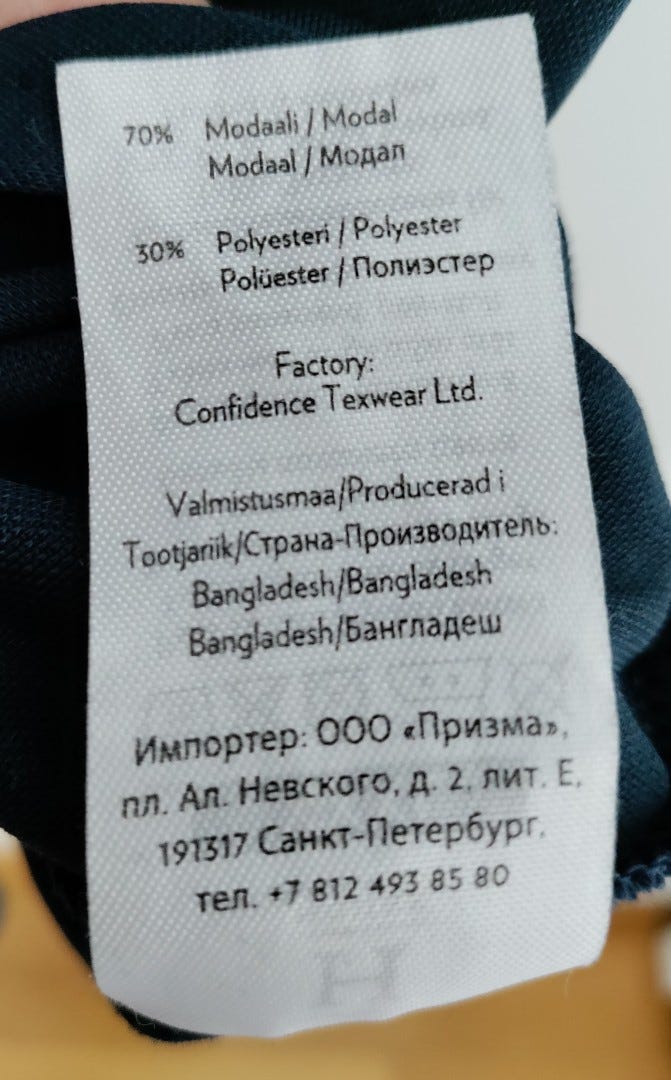 70% Modaali / Modal
Modaal / Модал
30% Polyesteri / Polyester
Polüester / Полиэстер
Factory:
Confidence Texwear Ltd.
Valmistusmaa/Producerad i
Tootjariik/Страна-Производитель:
Bangladesh/Bangladesh
Bangladesh/Бангладеш
Импортер: ООО «Призма»,
пл. Ал. Невского, д. 2, лит. Е,
191317 Санкт-Петербург,
тел. +7 812 493 85 80